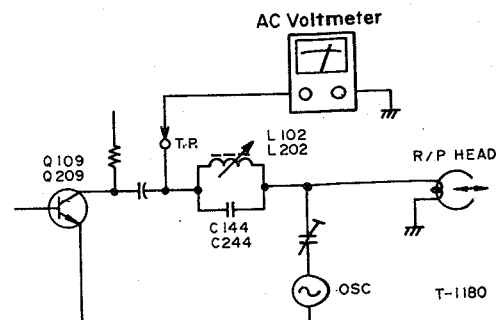 AC Voltmeter
T.P.
L102
L202
Q109
Q209
R/P HEAD
C144
C244
OSC
T-1180